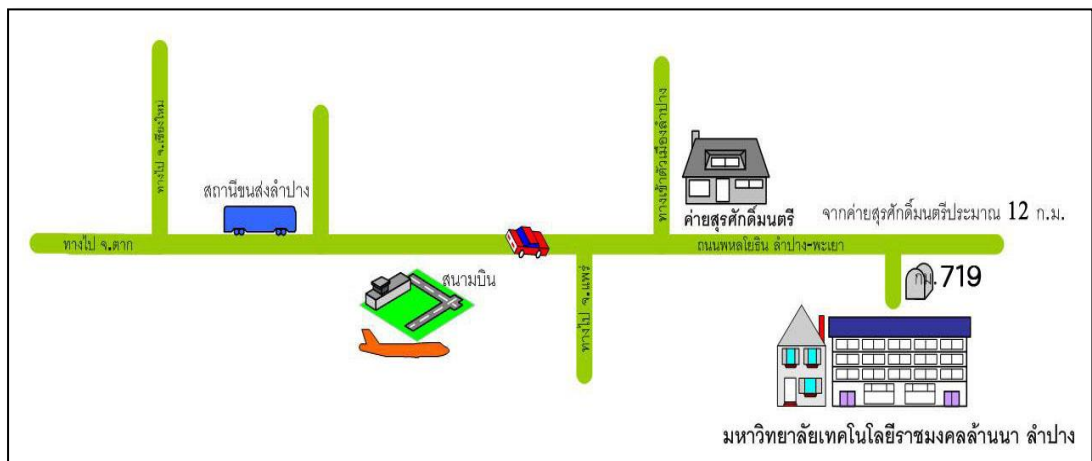 ทางไป จ.เชียงใหม่
ทางเข้าตัวเมืองลำปาง
สถานีขนส่งลำปาง
ค่ายสุรศักดิ์มนตรี
จากค่ายสุรศักดิ์มนตรีประมาณ 12 ก.ม.
ทางไป จ.ตาก
ถนนพหลโยธิน ลำปาง-พะเยา
สนามบิน
ทางไป จ.แพร่
กม.719
มหาวิทยาลัยเทคโนโลยีราชมงคลล้านนา ลำปาง